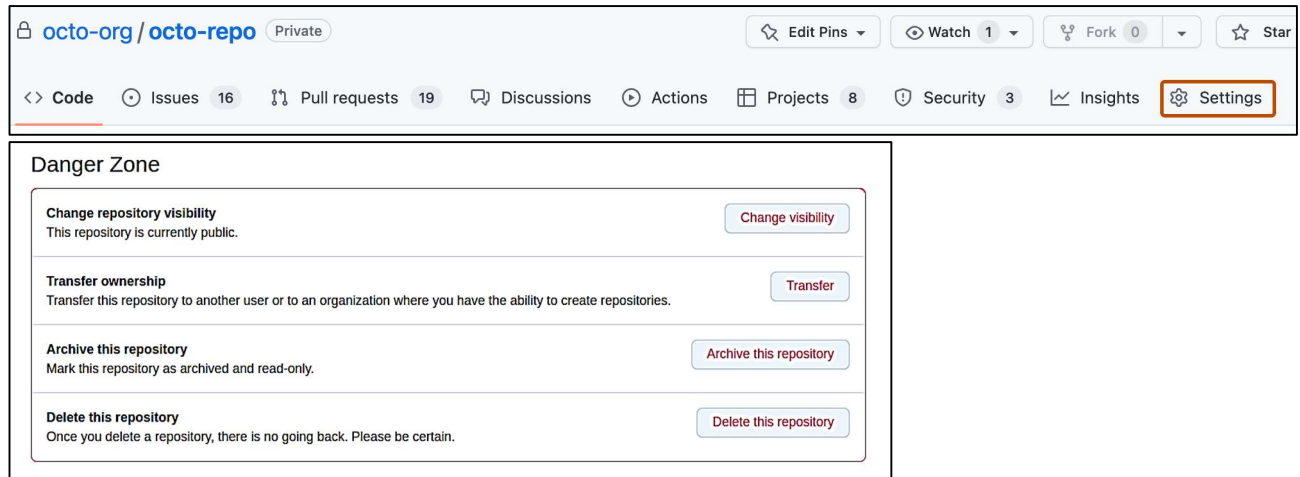 octo-org / octo-repo Private Edit Pins Watch 1 Fork 0 Star
Code Issues 16 Pull requests 19 Discussions Actions Projects 8 Security 3 Insights Settings
Danger Zone
Change repository visibility
This repository is currently public.
Change visibility
Transfer ownership
Transfer this repository to another user or to an organization where you have the ability to create repositories.
Transfer
Archive this repository
Mark this repository as archived and read-only.
Archive this repository
Delete this repository
Once you delete a repository, there is no going back. Please be certain.
Delete this repository